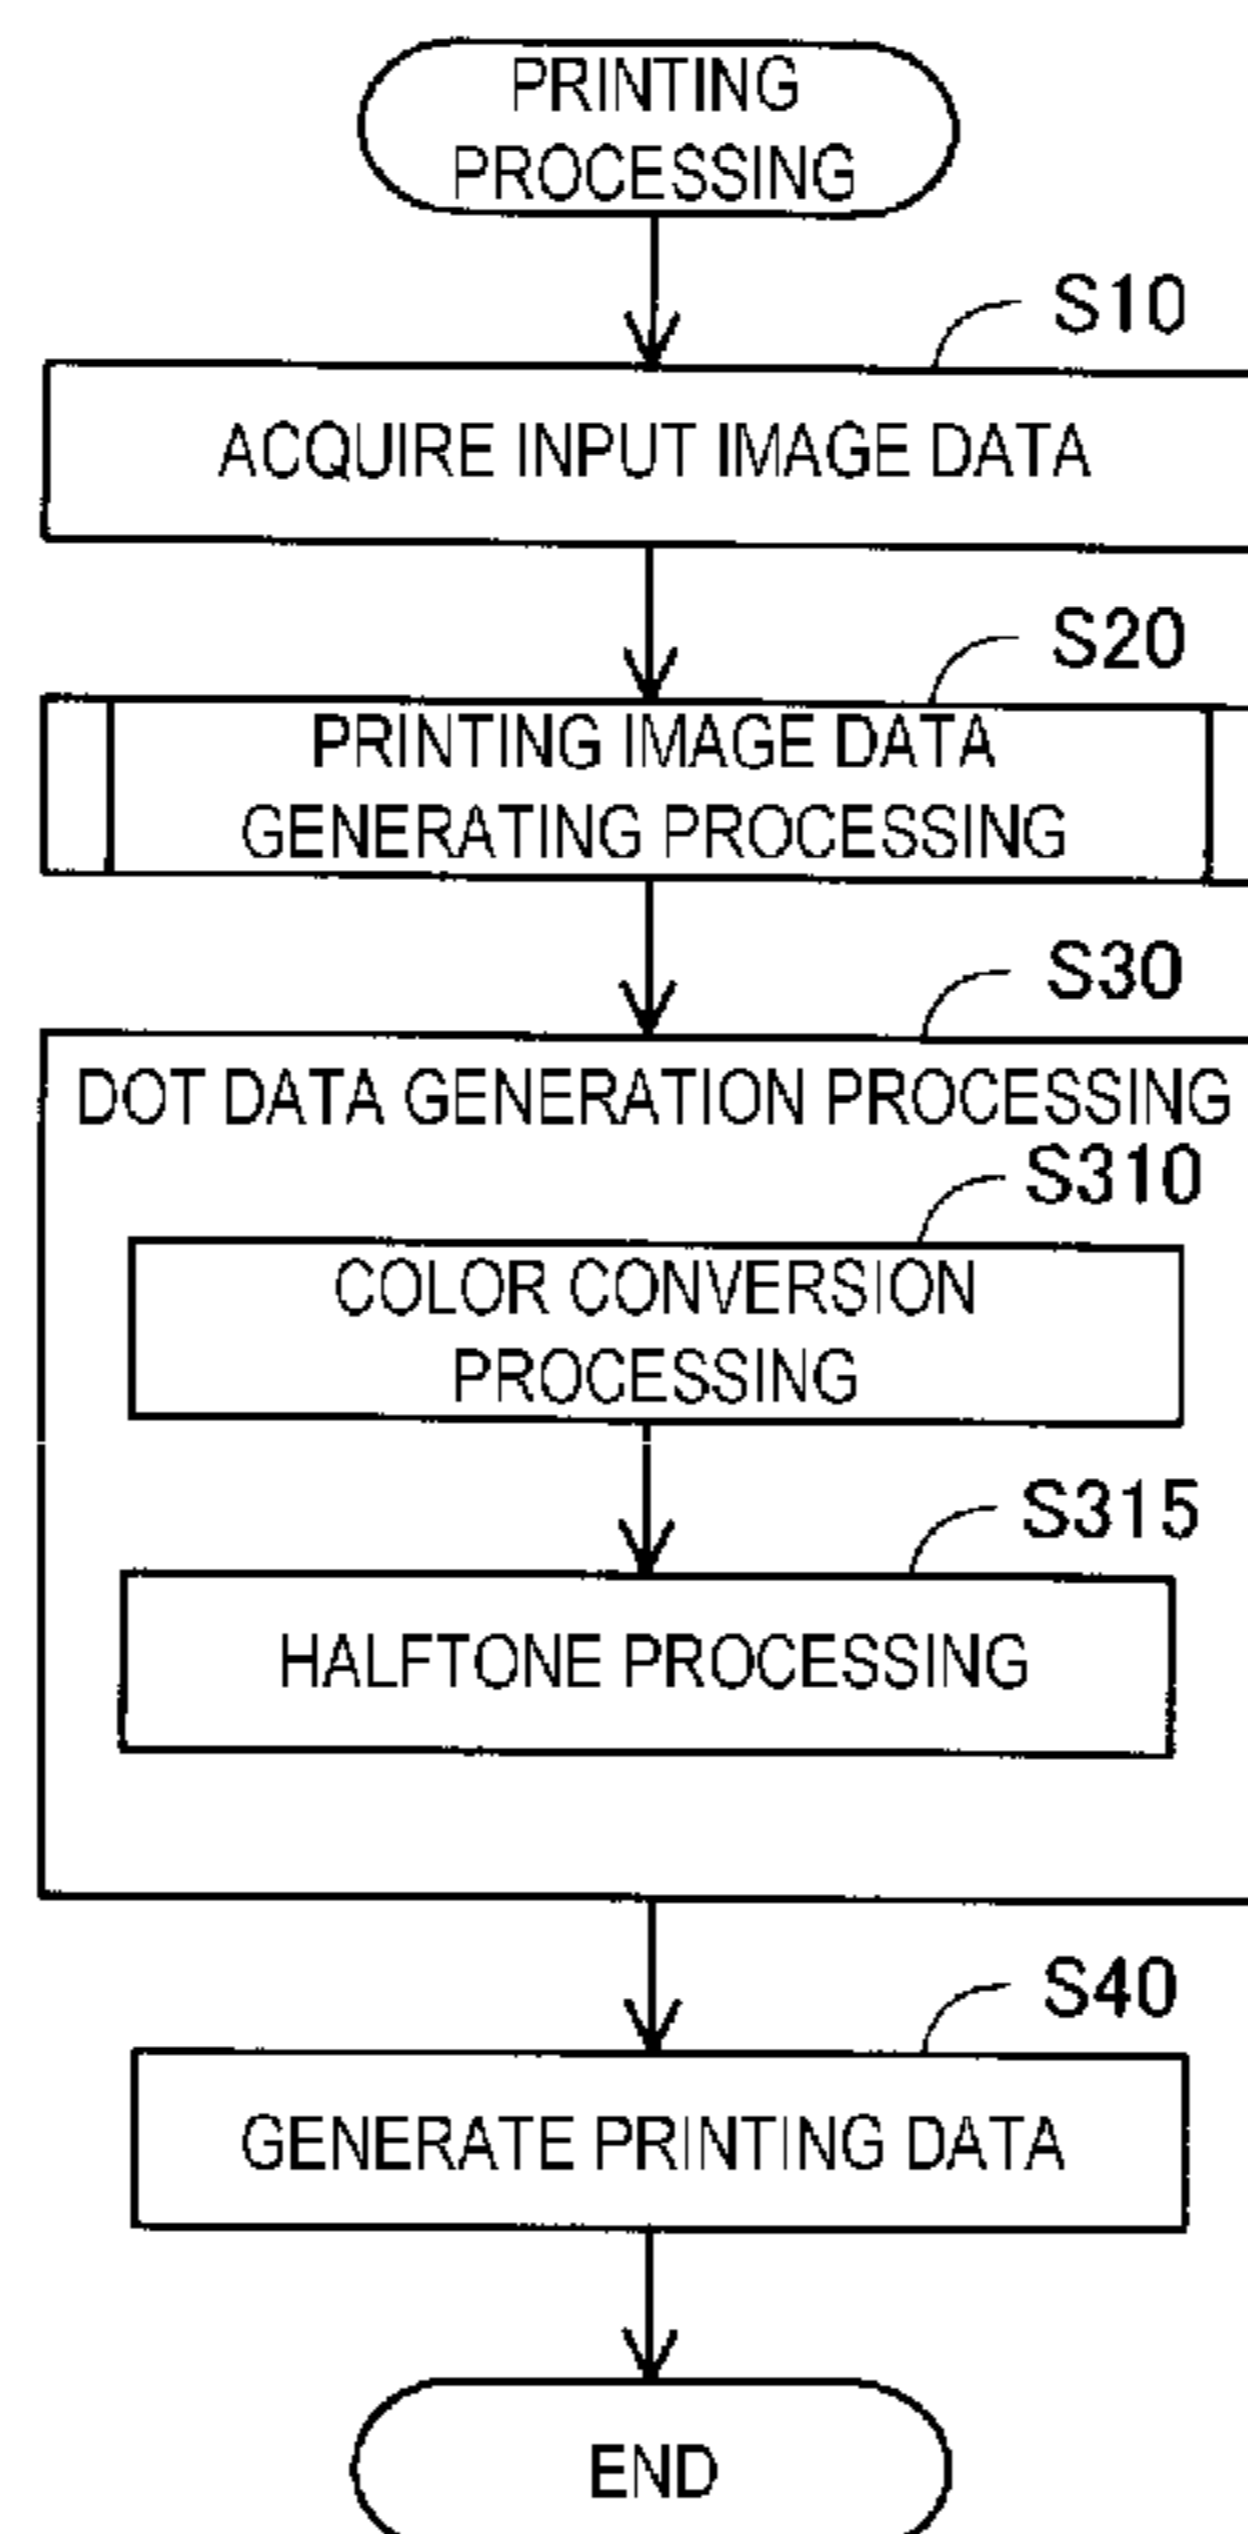 PRINTING
PROCESSING
S10
ACQUIRE INPUT IMAGE DATA
S20
PRINTING IMAGE DATA
GENERATING PROCESSING
S30
DOT DATA GENERATION PROCESSING
S310
COLOR CONVERSION
PROCESSING
S315
HALFTONE PROCESSING
S40
GENERATE PRINTING DATA
END